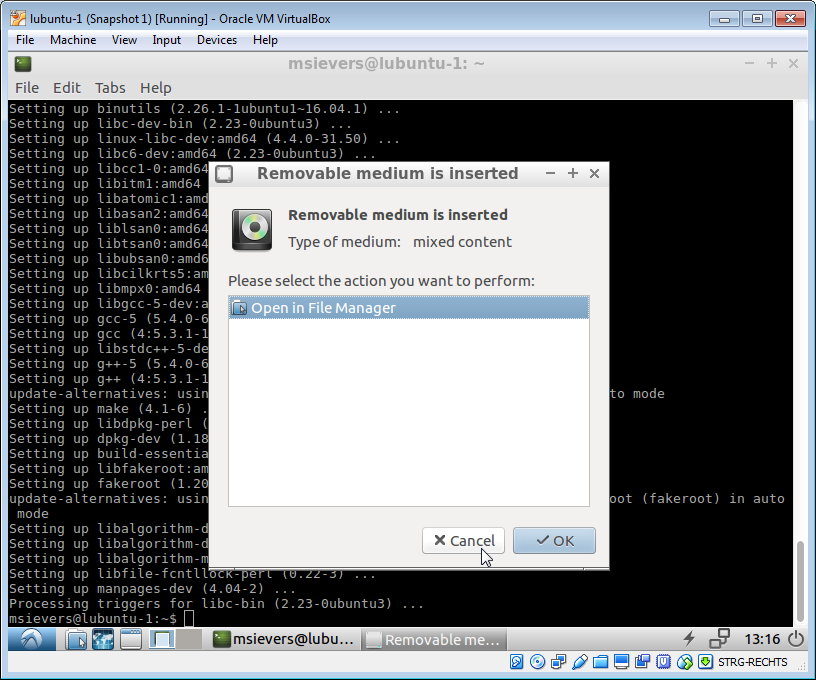 lubuntu-1 (Snapshot 1) [Running] - Oracle VM VirtualBox
File Machine View Input Devices Help
msievers@lubuntu-1: ~
File Edit Tabs Help
Setting up binutils (2.26.1-1ubuntu1~16.04.1) ...
Setting up libc-dev-bin (2.23-0ubuntu3) ...
Setting up linux-libc-dev:amd64 (4.4.0-31.50) ...
Setting up libc6-dev:amd64 (2.23-0ubuntu3) ...
Setting up libcc1-0:amd64
Setting up libitm1:amd64
Setting up libatomic1:amd
Setting up libasan2:amd64
Setting up liblsan0:amd64
Setting up libtsan0:amd64
Setting up libubsan0:amd6
Setting up libcilkrts5:am
Setting up libmpx0:amd64
Setting up libgcc-5-dev:a
Setting up gcc-5 (5.4.0-6
Setting up gcc (4:5.3.1-1
Setting up libstdc++-5-de
Setting up g++-5 (5.4.0-6
Setting up g++ (4:5.3.1-1
update-alternatives: usin to mode
Setting up make (4.1-6) .
Setting up libdpkg-perl (
Setting up dpkg-dev (1.18
Setting up build-essentia
Setting up libfakeroot:am
Setting up fakeroot (1.20
update-alternatives: usin oot (fakeroot) in auto
mode
Setting up libalgorithm-d
Setting up libalgorithm-d
Setting up libalgorithm-m
Setting up libfile-fcntllock-perl (0.22-3) ...
Setting up manpages-dev (4.04-2) ...
Processing triggers for libc-bin (2.23-0ubuntu3) ...
msievers@lubuntu-1:~$
Removable medium is inserted
Removable medium is inserted
Type of medium: mixed content
Please select the action you want to perform:
Open in File Manager
Cancel OK
msievers@lubu... Removable me... 13:16
STRG-RECHTS